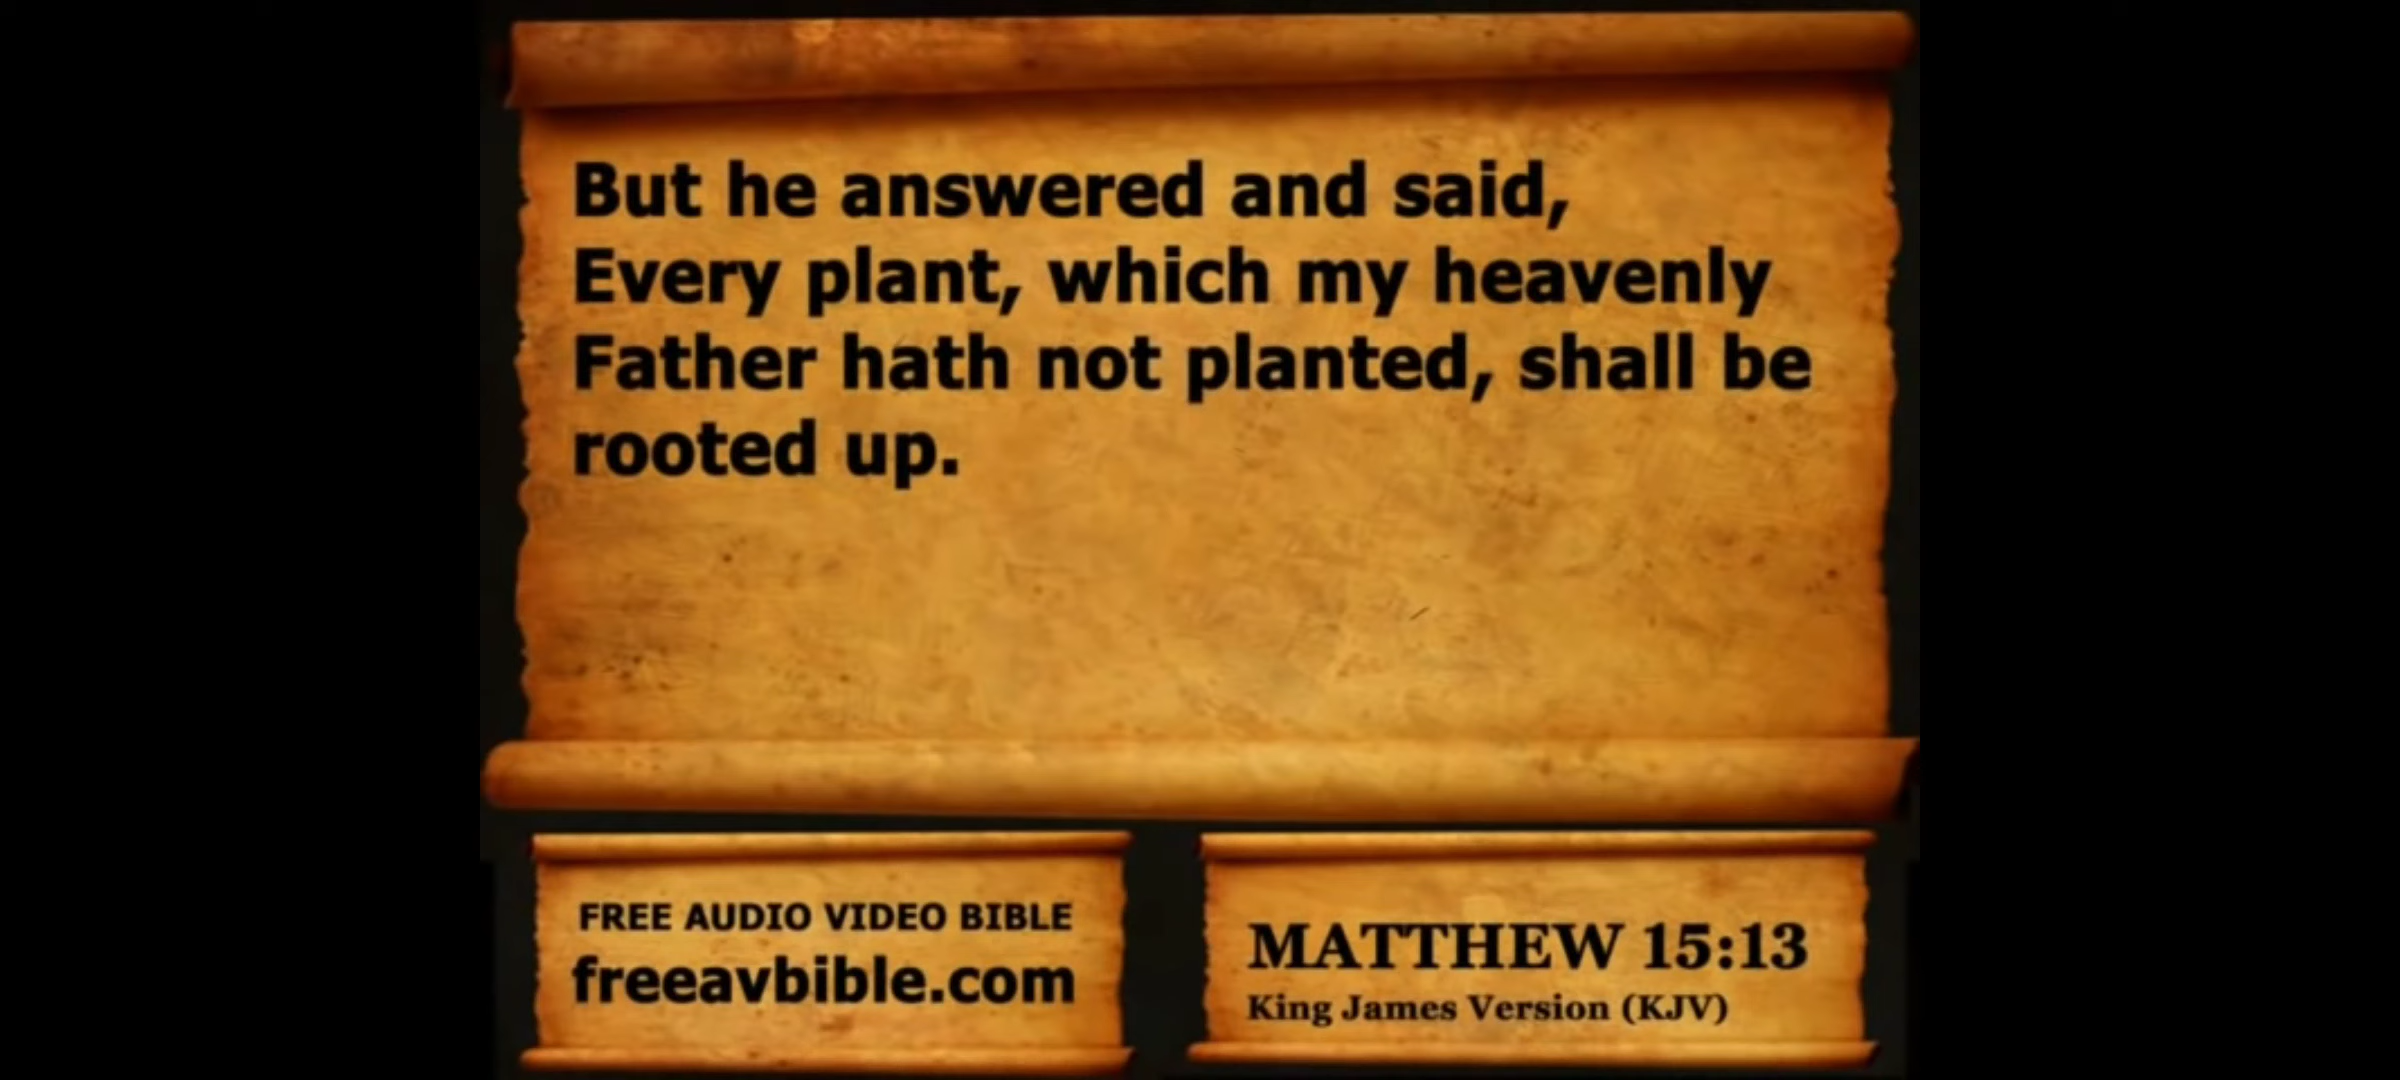 But he answered and said,
Every plant, which my heavenly
Father hath not planted, shall be
rooted up.
FREE AUDIO VIDEO BIBLE
freeavbible.com
MATTHEW 15:13
King James Version (KJV)